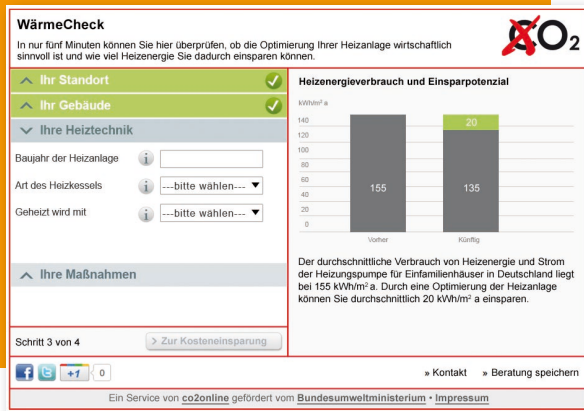 WärmeCheck
In nur fünf Minuten können Sie hier überprüfen, ob die Optimierung Ihrer Heizanlage wirtschaftlich
sinnvoll ist und wie viel Heizenergie Sie dadurch einsparen können.
CO2
Ihr Standort
Ihr Gebäude
Ihre Heiztechnik
Baujahr der Heizanlage i
Art des Heizkessels i ---bitte wählen---
Geheizt wird mit i ---bitte wählen---
Ihre Maßnahmen
Schritt 3 von 4 > Zur Kosteneinsparung
Heizenergieverbrauch und Einsparpotenzial
kWh/m² a
140
120
100
80
60
40
20
0
20
155
135
Vorher
Künftig
Der durchschnittliche Verbrauch von Heizenergie und Strom
der Heizungspumpe für Einfamilienhäuser in Deutschland liegt
bei 155 kWh/m² a. Durch eine Optimierung der Heizanlage
können Sie durchschnittlich 20 kWh/m² a einsparen.
f t +1 0
» Kontakt » Beratung speichern
Ein Service von co2online gefördert vom Bundesumweltministerium • Impressum